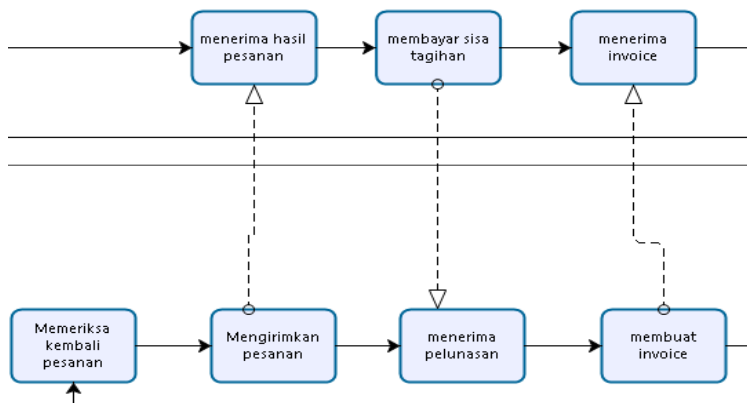 menerima hasil
pesanan
membayar sisa
tagihan
menerima
invoice
Memeriksa
kembali
pesanan
Mengirimkan
pesanan
menerima
pelunasan
membuat
invoice